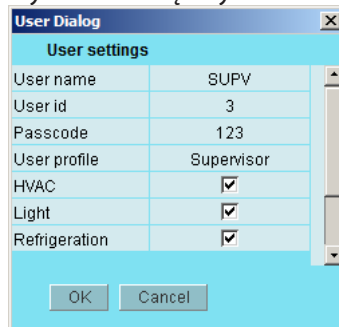 User Dialog
User settings
User name SUPV
User id 3
Passcode 123
User profile Supervisor
HVAC
Light
Refrigeration
OK Cancel